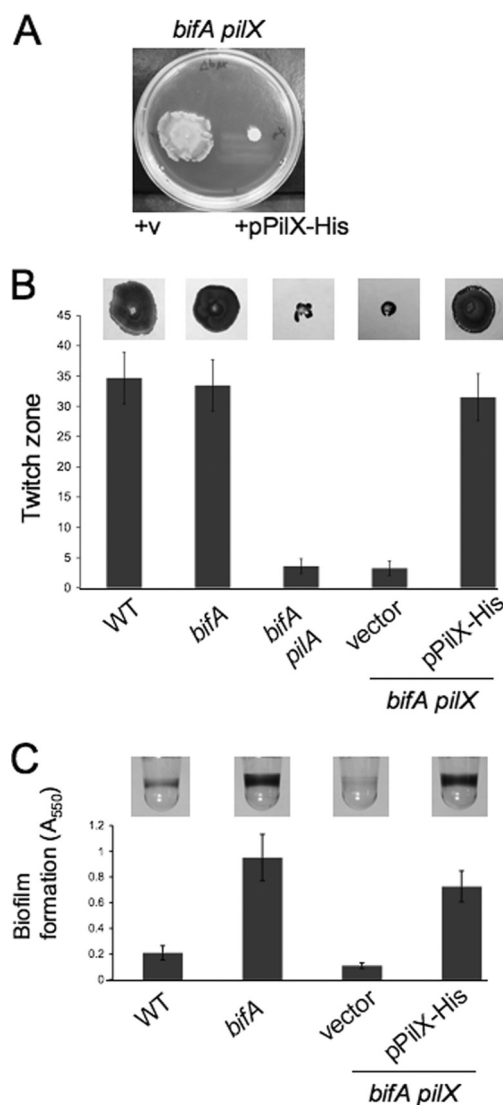 A
bifA pilX
+v +pPilX-His
B
45
40
35
30
25
20
15
10
5
0
Twitch zone
WT
bifA
bifA
pilA
vector
pPilX-His
bifA pilX
C
1.2
1
0.8
0.6
0.4
0.2
0
Biofilm
formation (A550)
WT
bifA
vector
pPilX-His
bifA pilX